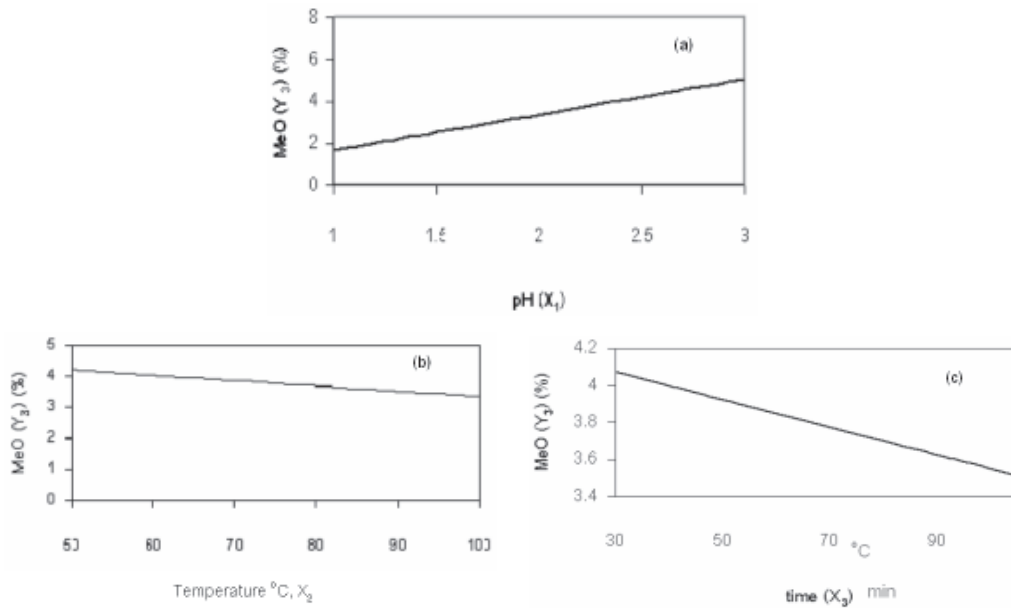 8
(a)
6
4
2
0
MeO (Y3) (%)
1 1.5 2 2.5 3
pH (X1)
5
(b)
4
3
2
1
0
MeO (Y3) (%)
50 60 70 80 90 100
Temperature °C, X2
4.2
(c)
4
3.8
3.6
3.4
MeO (Y3) (%)
30 50 70 °C 90
time (X3) min